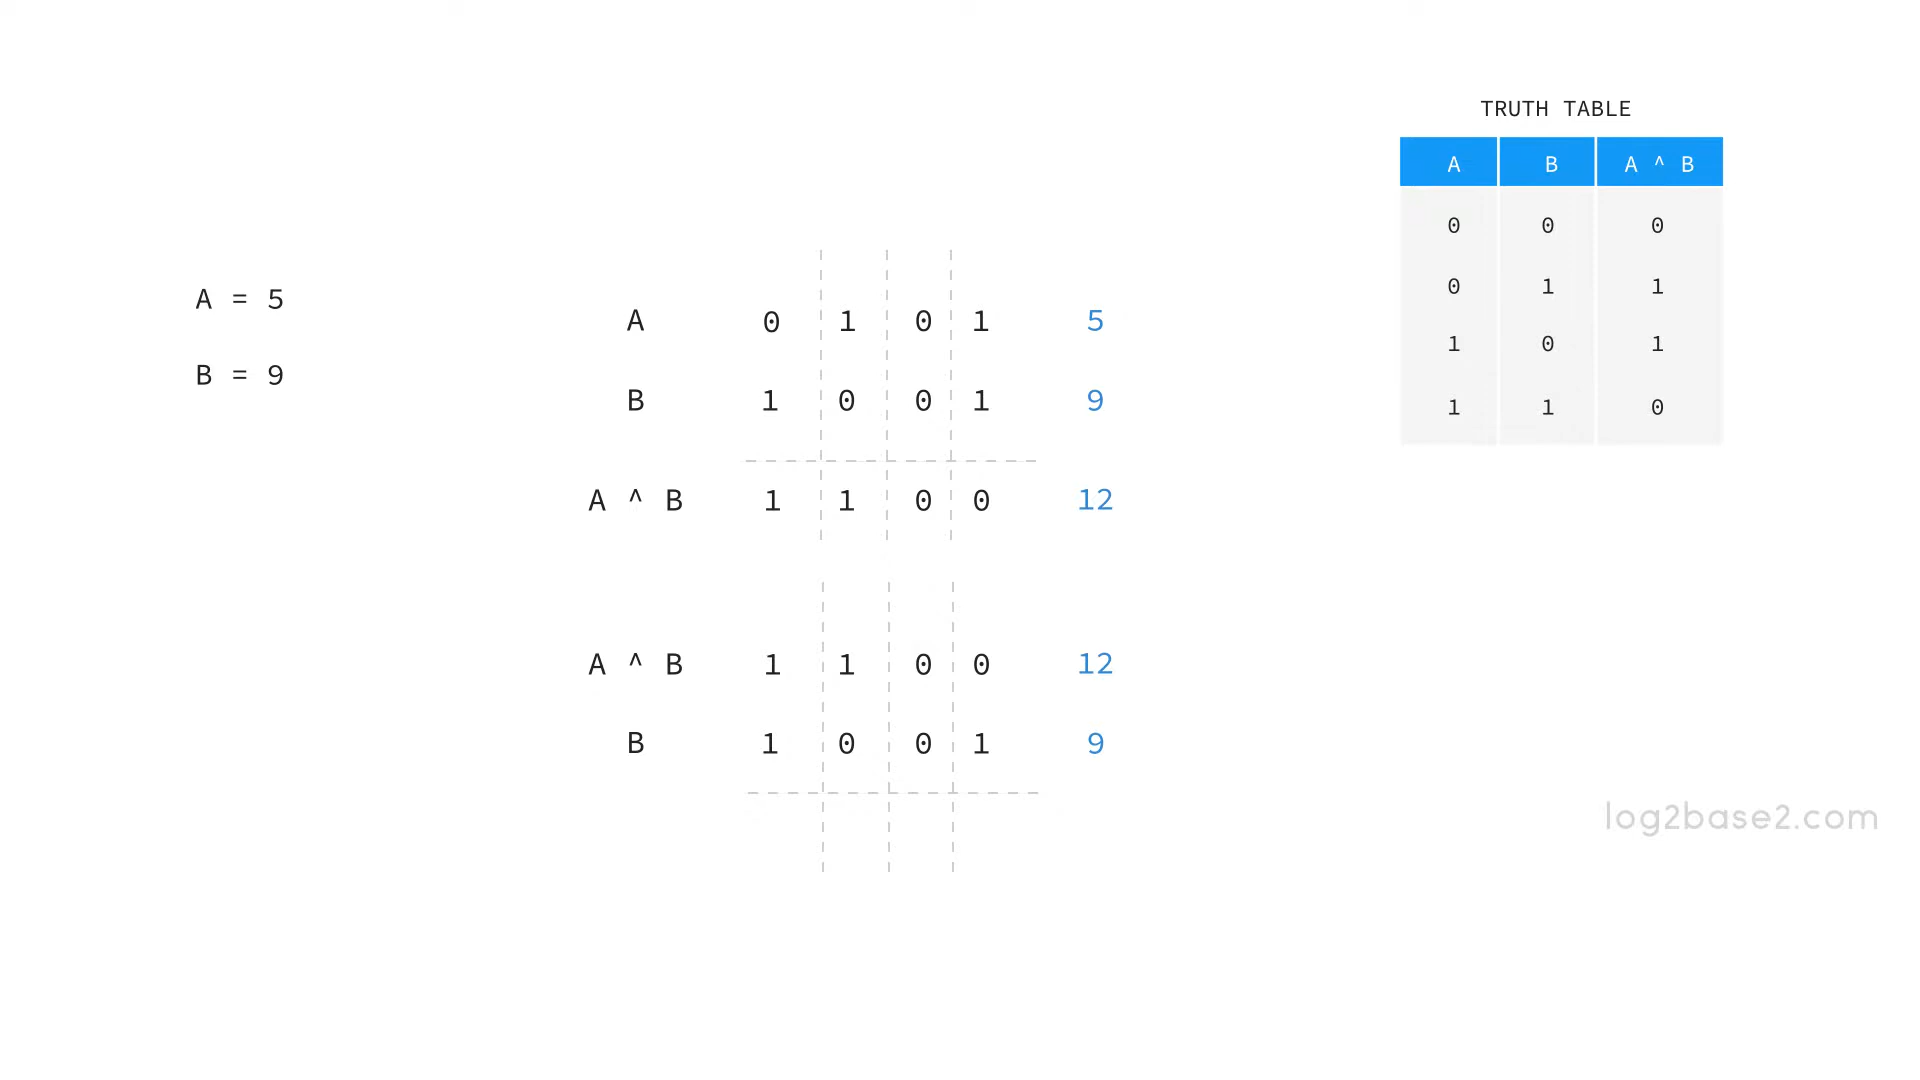 TRUTH TABLE
A B A ^ B
0 0 0
0 1 1
1 0 1
1 1 0
A = 5
B = 9
A 0 1 0 1 5
B 1 0 0 1 9
A ^ B 1 1 0 0 12
A ^ B 1 1 0 0 12
B 1 0 0 1 9
log2base2.com